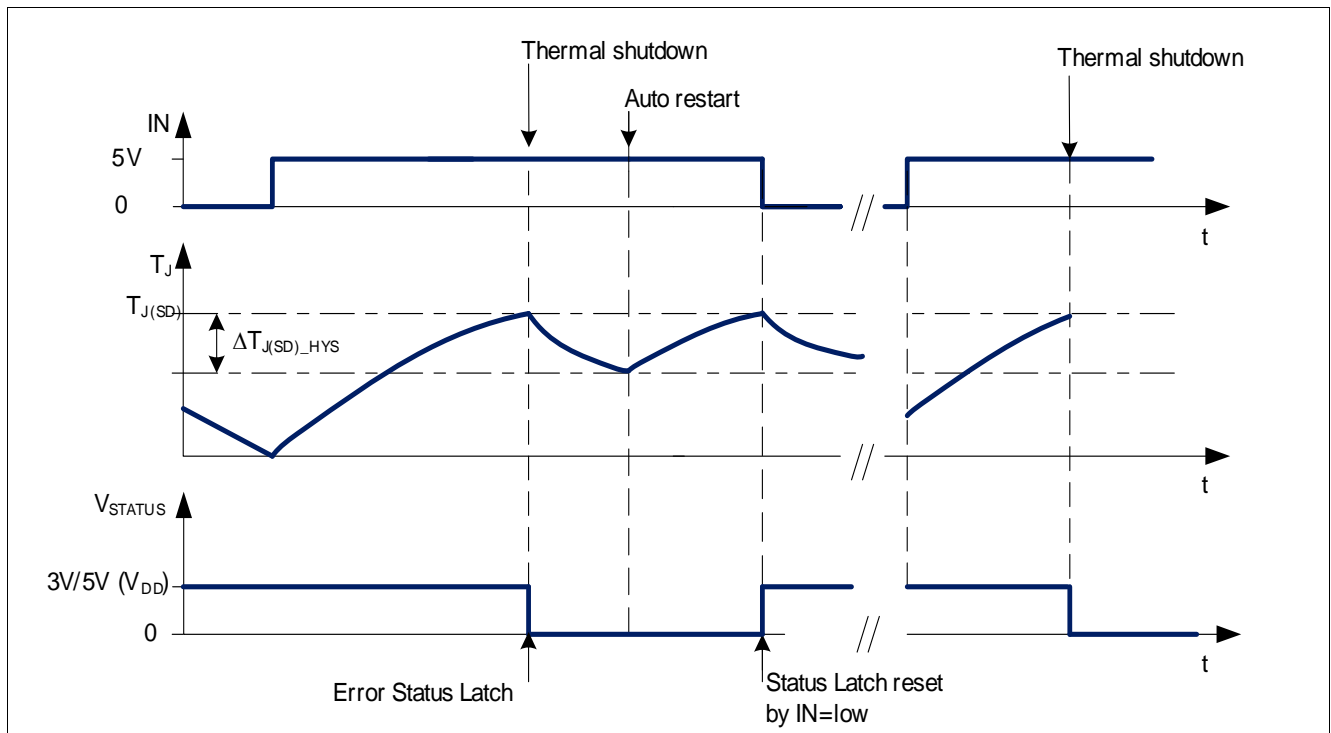 Thermal shutdown
Thermal shutdown
Auto restart
IN
5V
0
t
TJ
TJ(SD)
ΔTJ(SD)_HYS
t
VSTATUS
3V/5V (VDD)
0
t
Error Status Latch
Status Latch reset
by IN=low